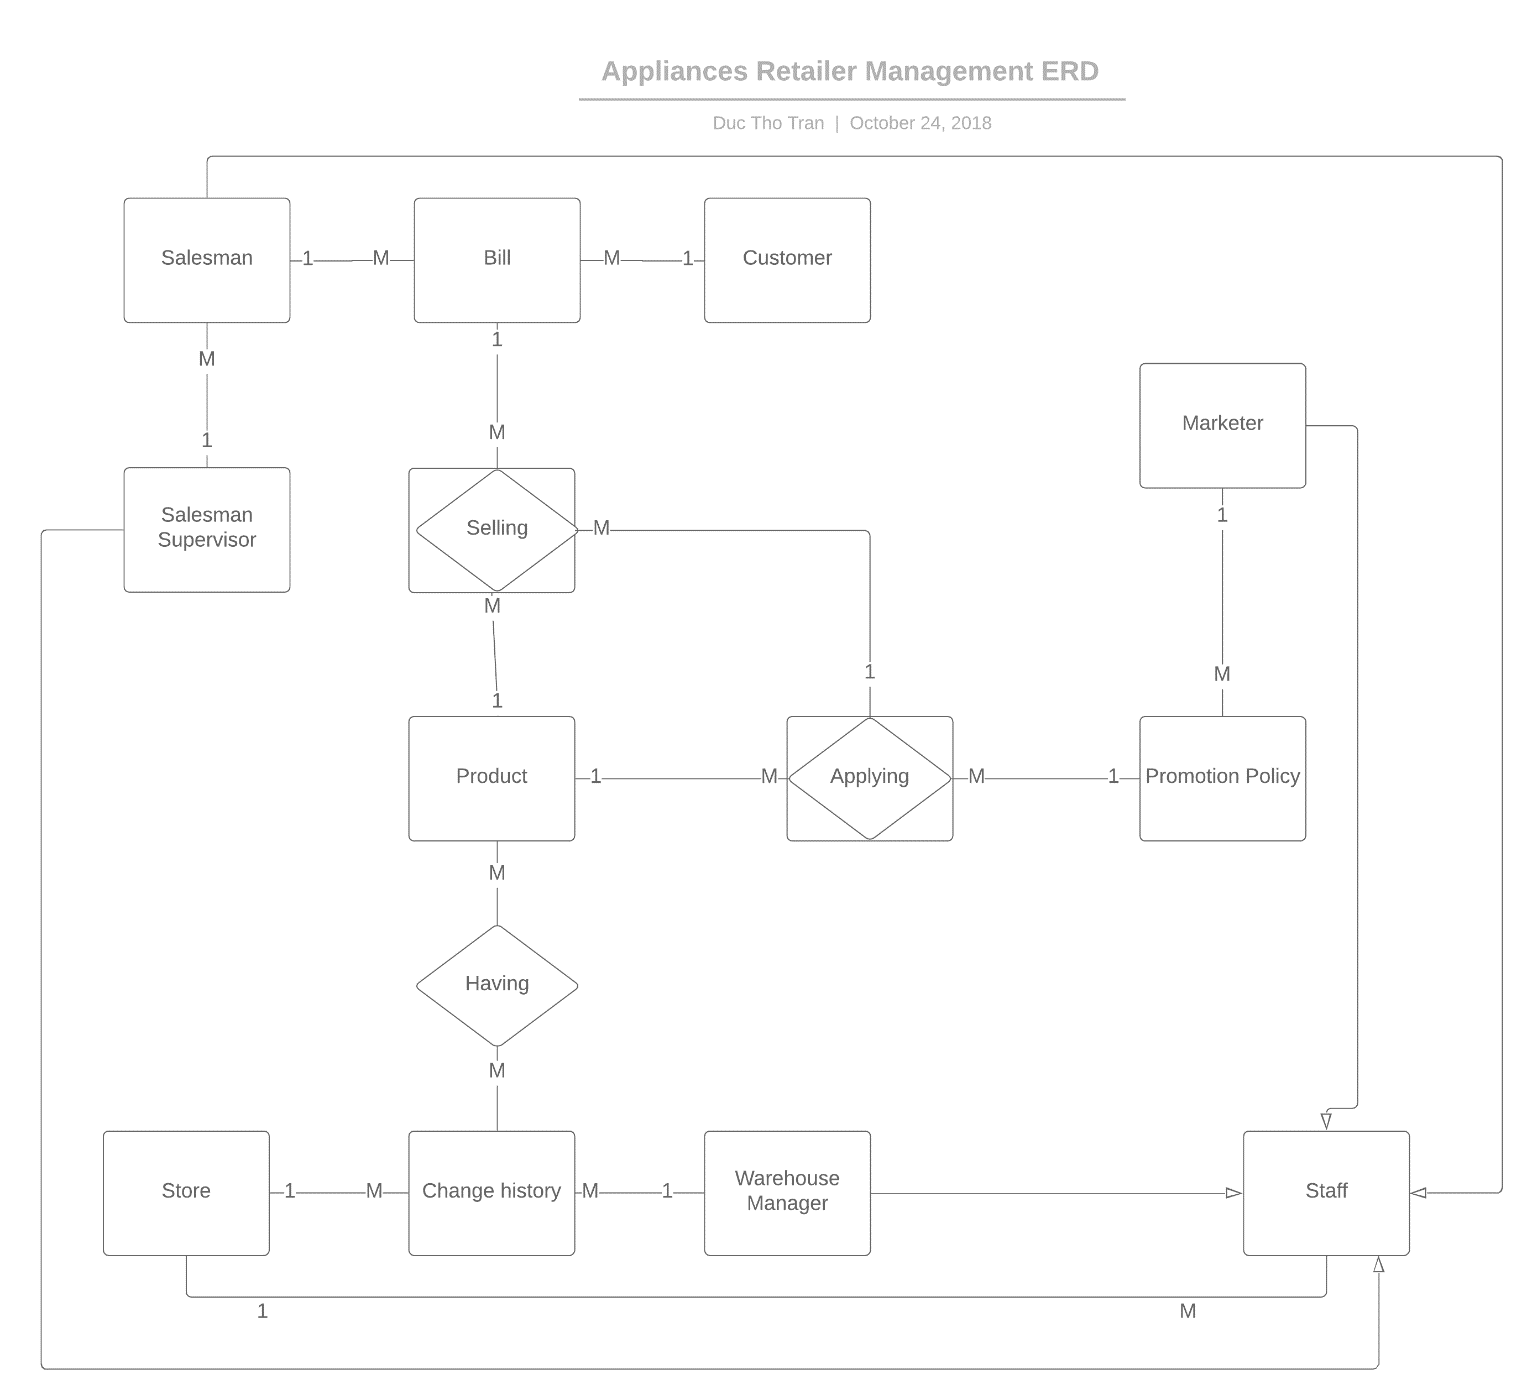 Appliances Retailer Management ERD
Duc Tho Tran | October 24, 2018
Salesman
1
M
Bill
M
1
Customer
M
1
1
M
Marketer
1
M
Salesman
Supervisor
Selling
M
M
1
1
M
Product
1
M
Applying
M
1
Promotion Policy
M
Having
M
Store
1
M
Change history
M
1
Warehouse
Manager
Staff
1
M